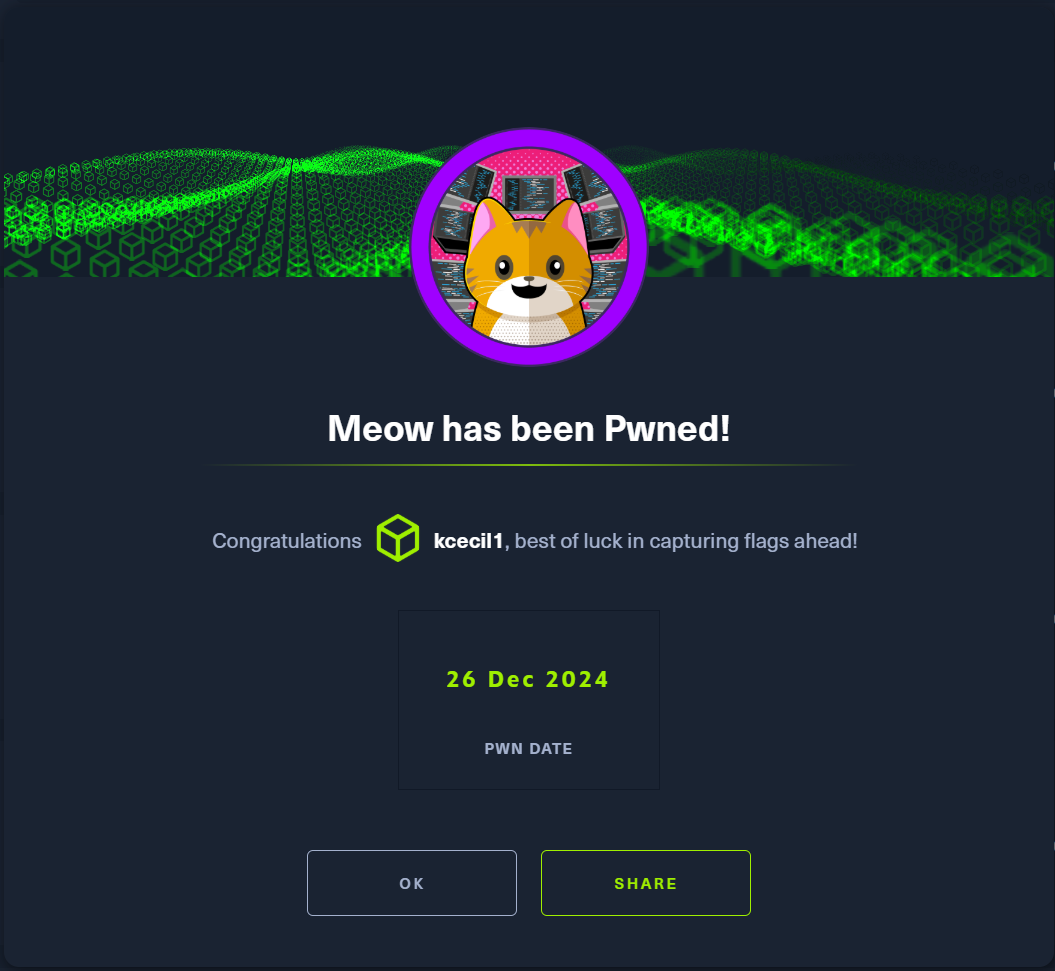 Meow has been Pwned!
Congratulations kcecil1, best of luck in capturing flags ahead!
26 Dec 2024
PWN DATE
OK SHARE